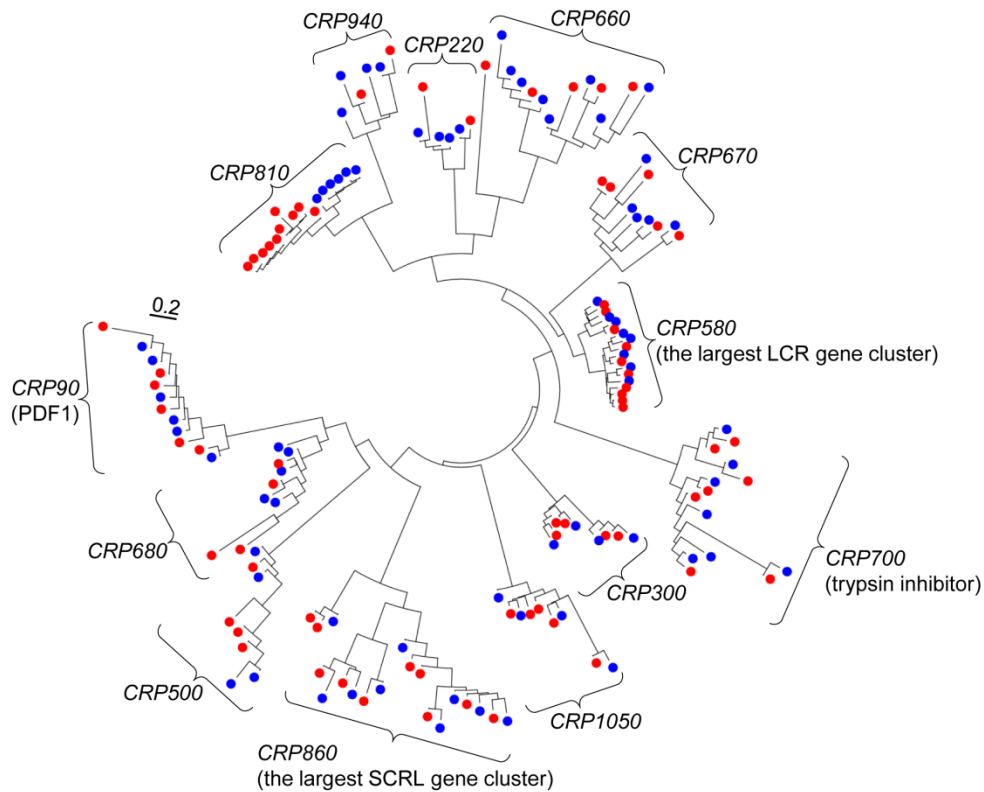 CRP940
CRP220
CRP660
CRP810
CRP670
0.2
CRP580
(the largest LCR gene cluster)
CRP90
(PDF1)
CRP680
CRP700
(trypsin inhibitor)
CRP300
CRP500
CRP1050
CRP860
(the largest SCRL gene cluster)